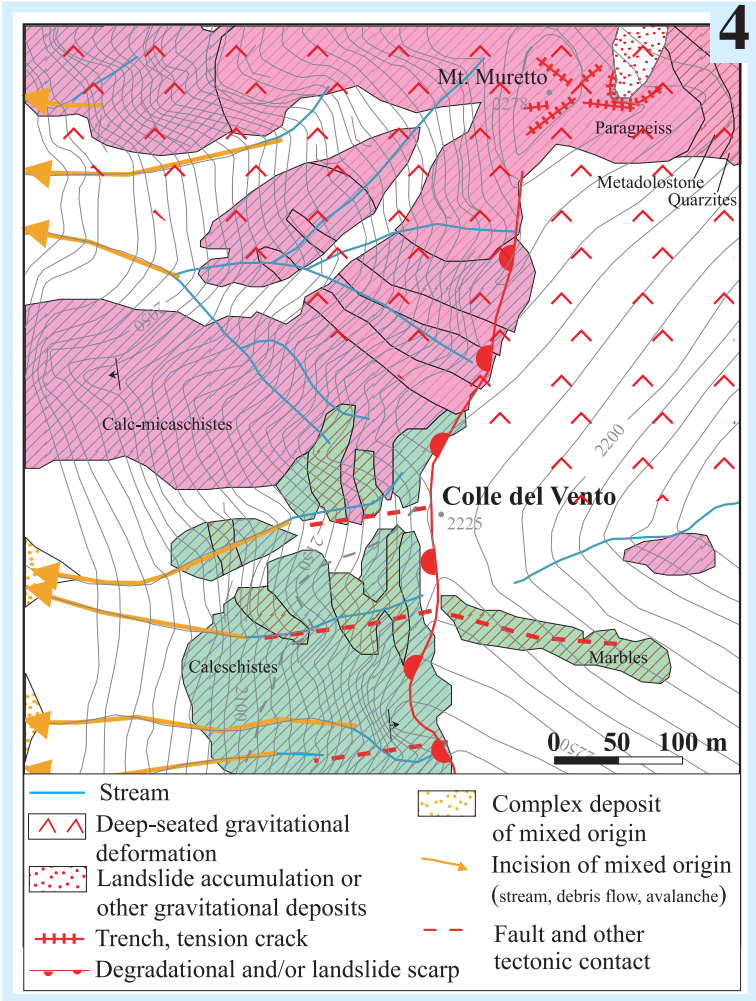 4
Mt. Muretto
2278
Paragneiss
Metadolostone
Quarzites
2050
Calc-micaschistes
2200
Colle del Vento
2225
2150
Calcschistes
Marbles
2100
2250
0 50 100 m
Stream
Deep-seated gravitational
deformation
Landslide accumulation or
other gravitational deposits
Trench, tension crack
Degradational and/or landslide scarp
Complex deposit
of mixed origin
Incision of mixed origin
(stream, debris flow, avalanche)
Fault and other
tectonic contact